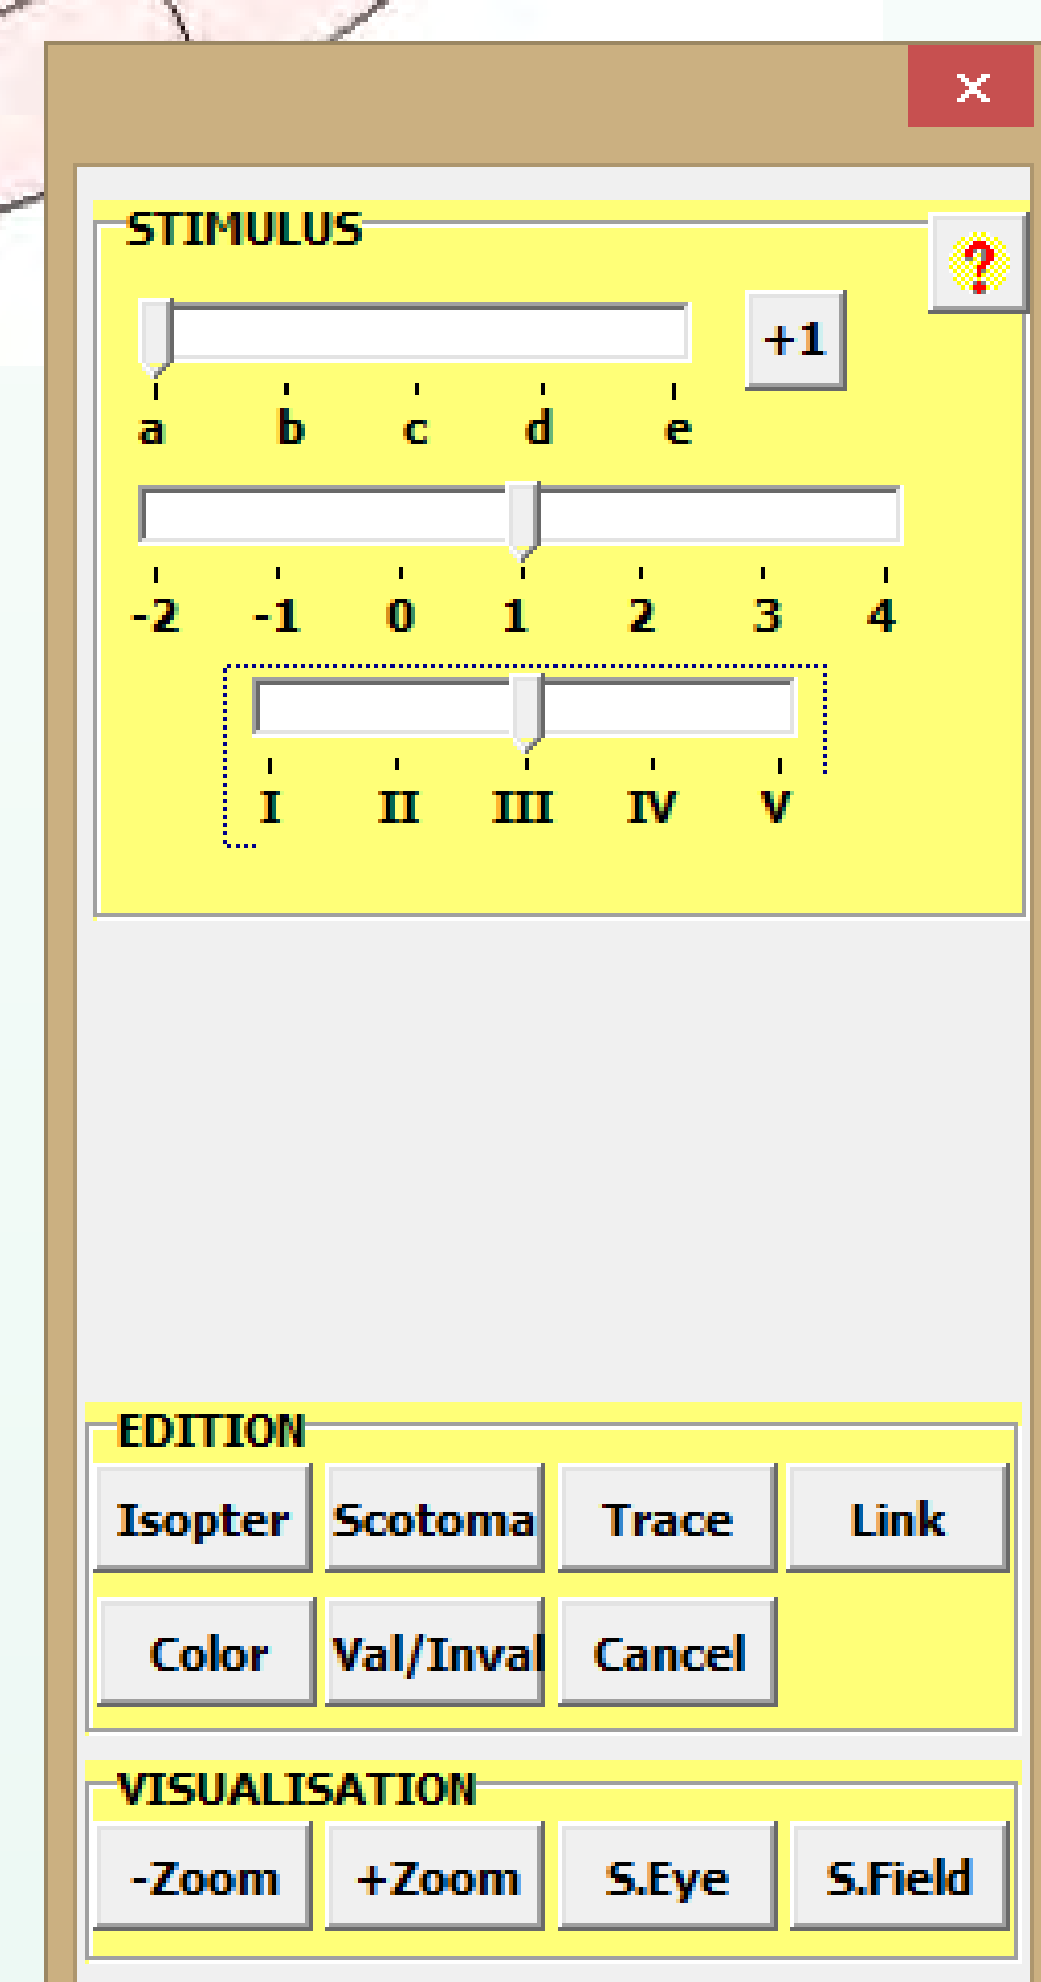 ×
STIMULUS
?
+1
a b c d e
-2 -1 0 1 2 3 4
I II III IV V
EDITION
Isopter Scotoma Trace Link
Color Val/Inval Cancel
VISUALISATION
-Zoom +Zoom S.Eye S.Field